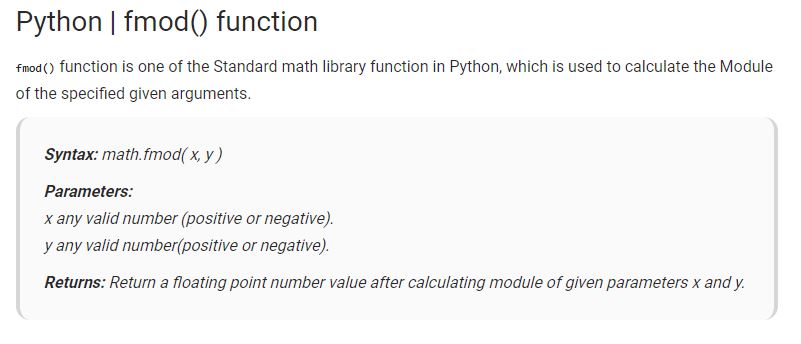 Python | fmod() function
fmod() function is one of the Standard math library function in Python, which is used to calculate the Module
of the specified given arguments.
Syntax: math.fmod( x, y )
Parameters:
x any valid number (positive or negative).
y any valid number(positive or negative).
Returns: Return a floating point number value after calculating module of given parameters x and y.